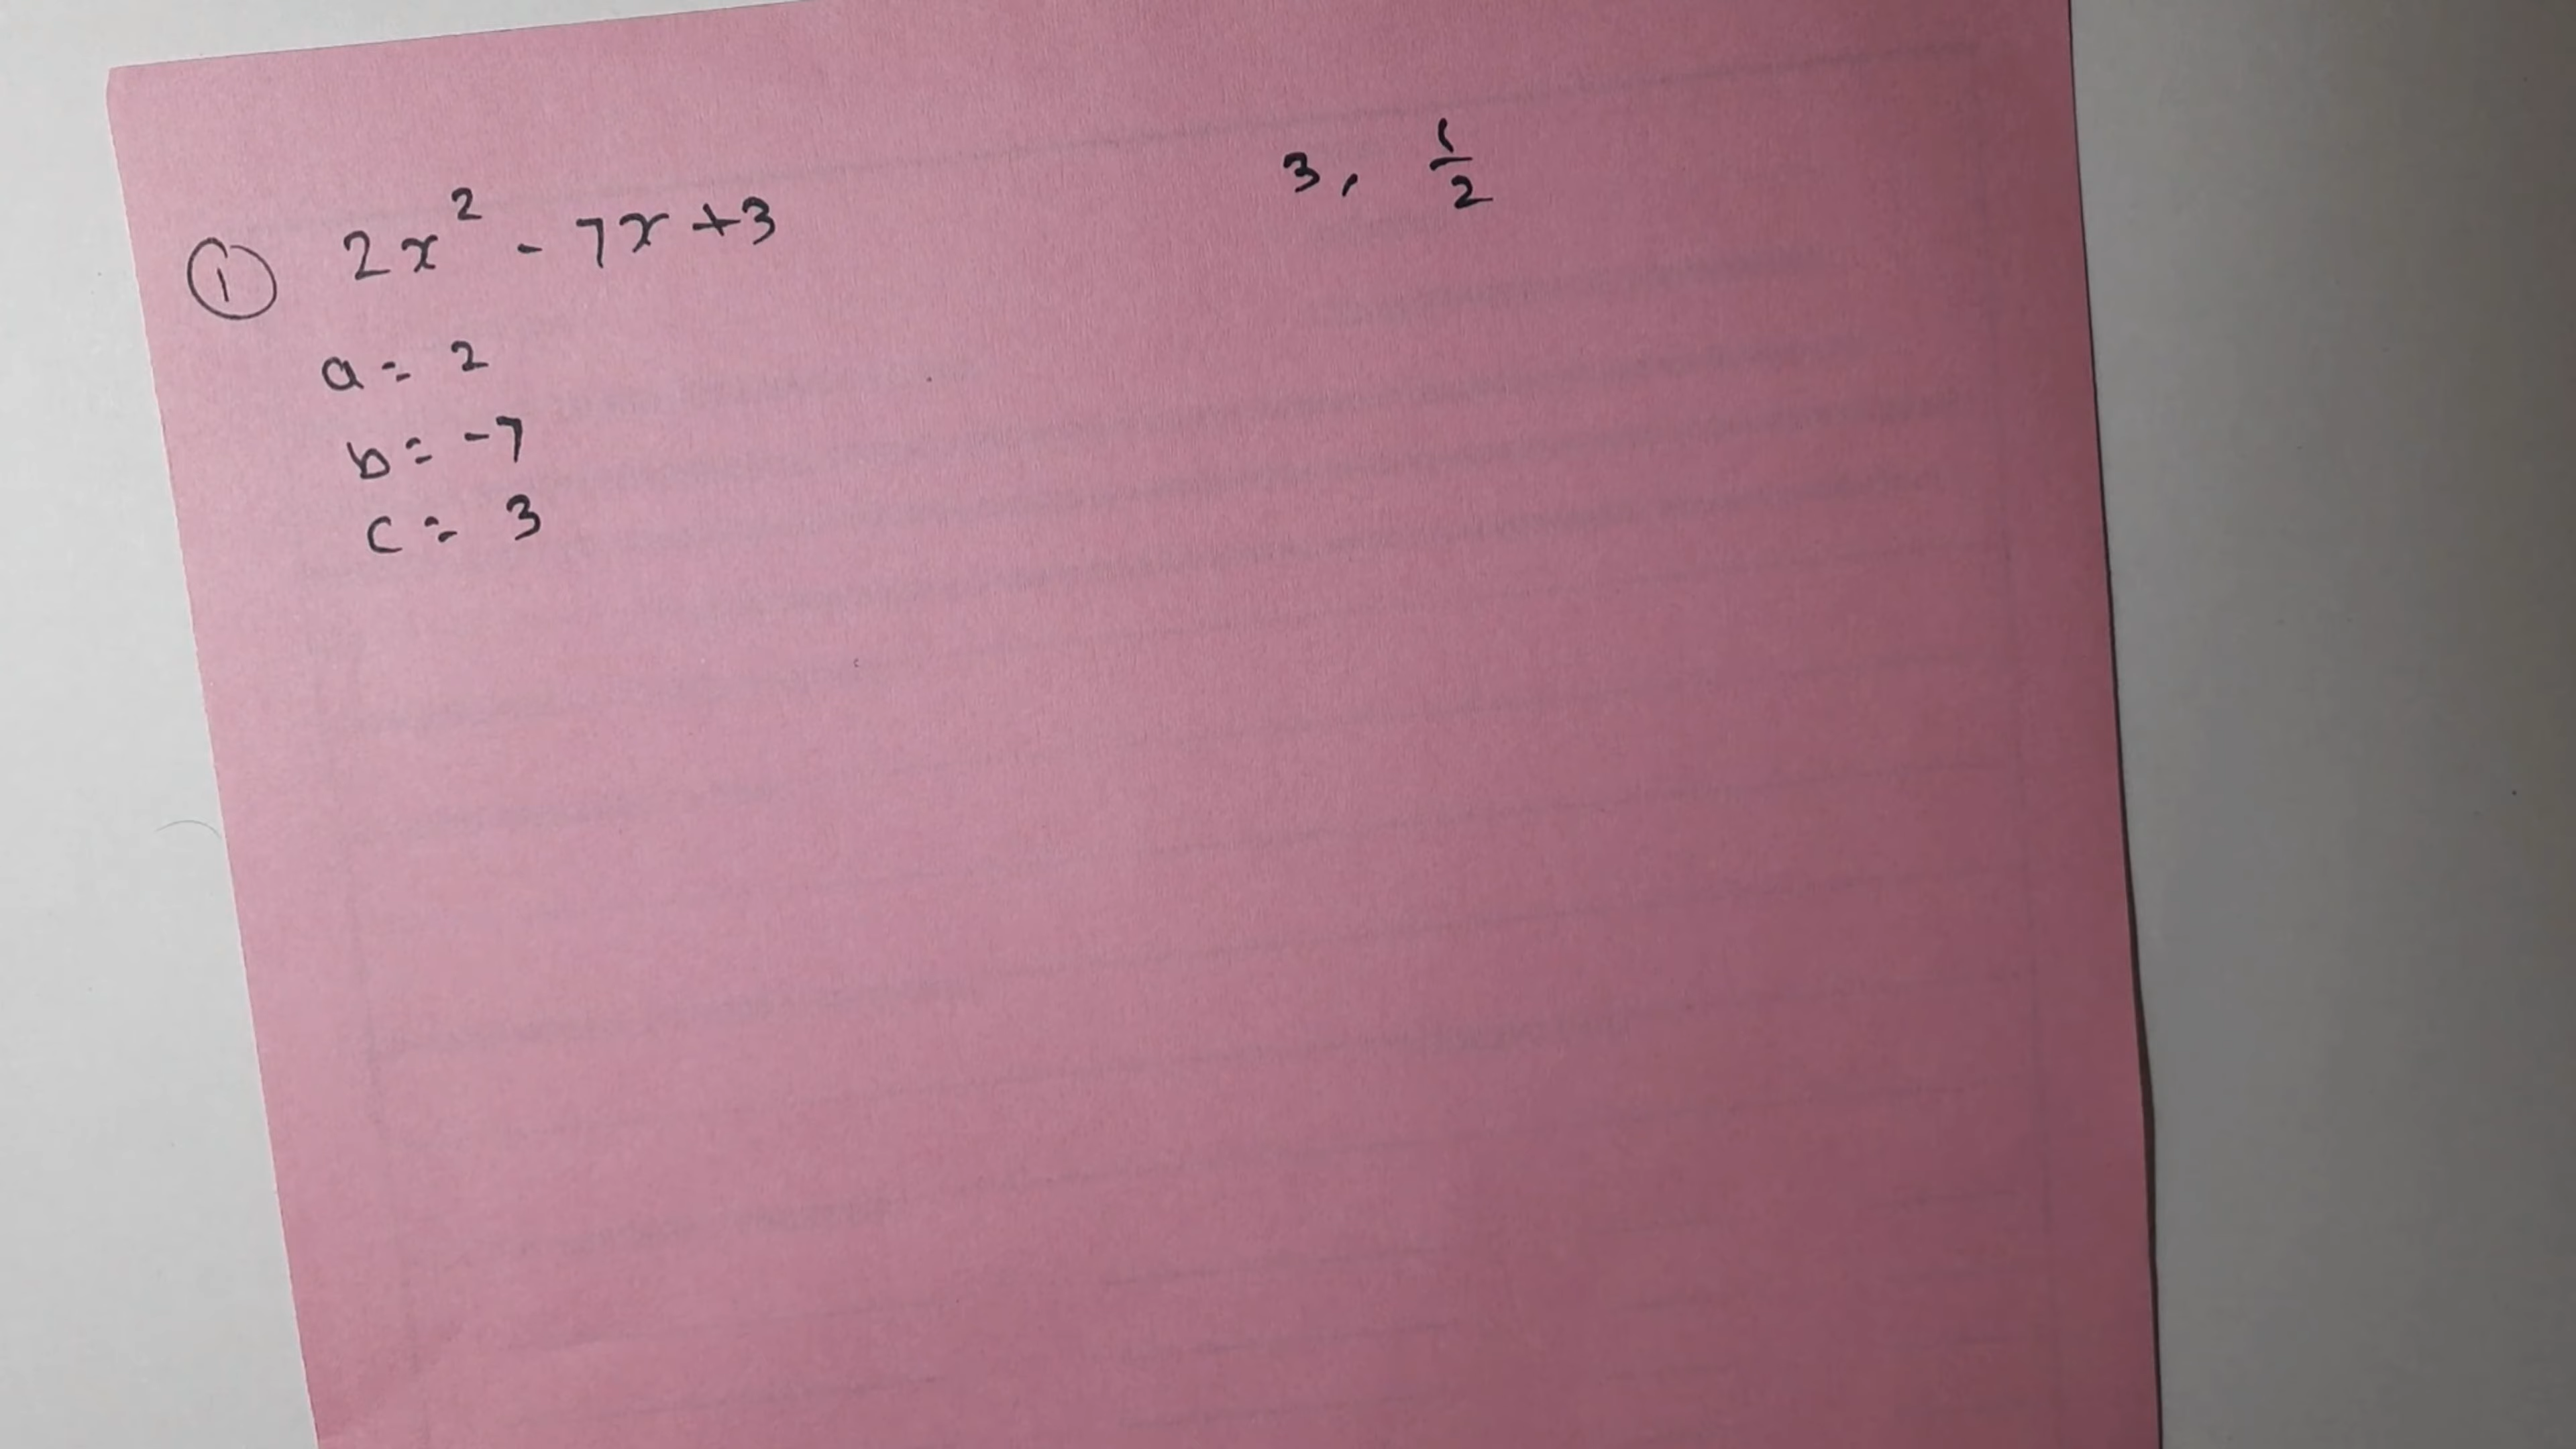 ① 2x² - 7x + 3
3, 1/2
a = 2
b = -7
c = 3